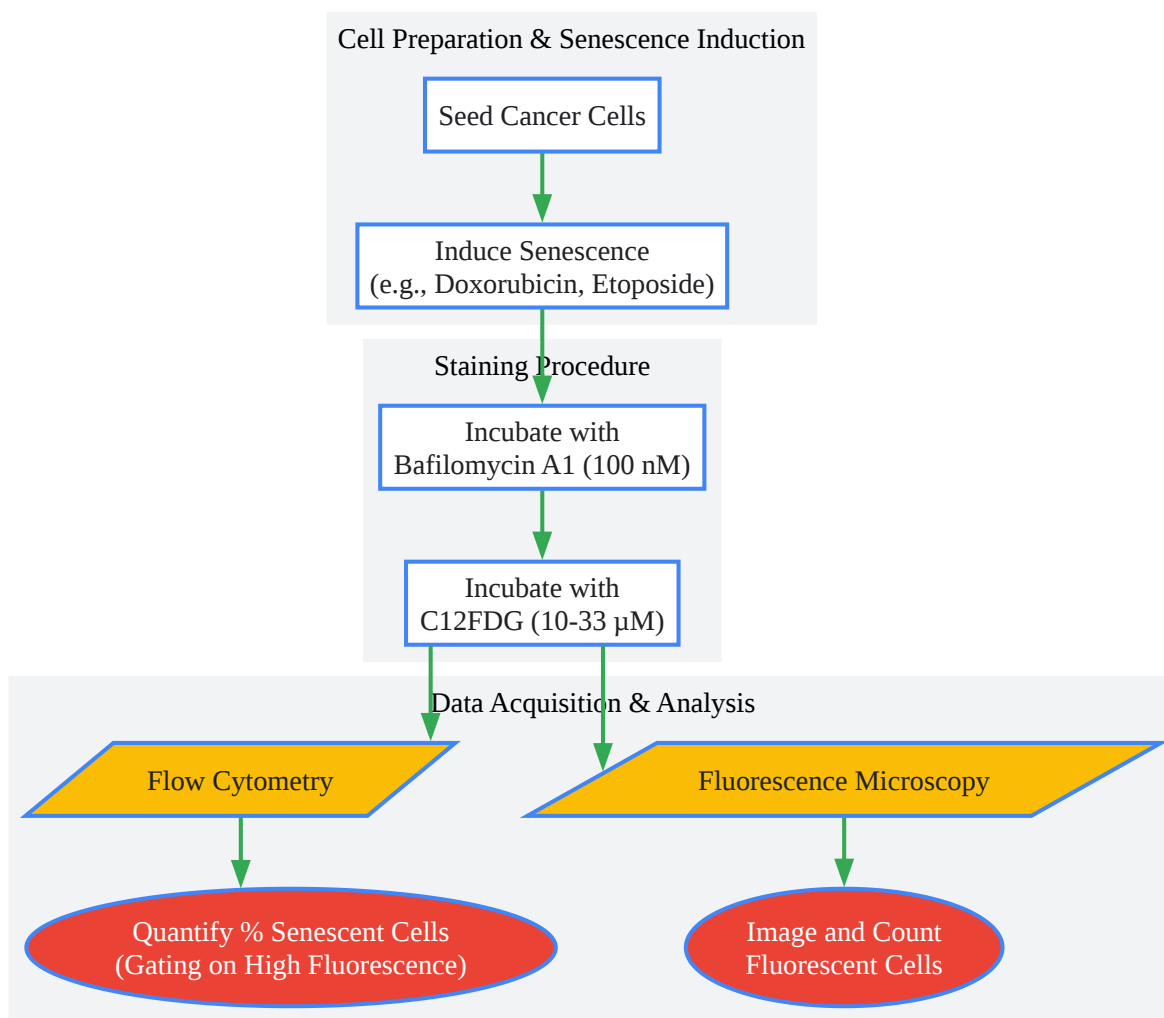 Cell Preparation & Senescence Induction
Seed Cancer Cells
Induce Senescence
(e.g., Doxorubicin, Etoposide)
Staining Procedure
Incubate with
Bafilomycin A1 (100 nM)
Incubate with
C12FDG (10-33 µM)
Data Acquisition & Analysis
Flow Cytometry
Fluorescence Microscopy
Quantify % Senescent Cells
(Gating on High Fluorescence)
Image and Count
Fluorescent Cells